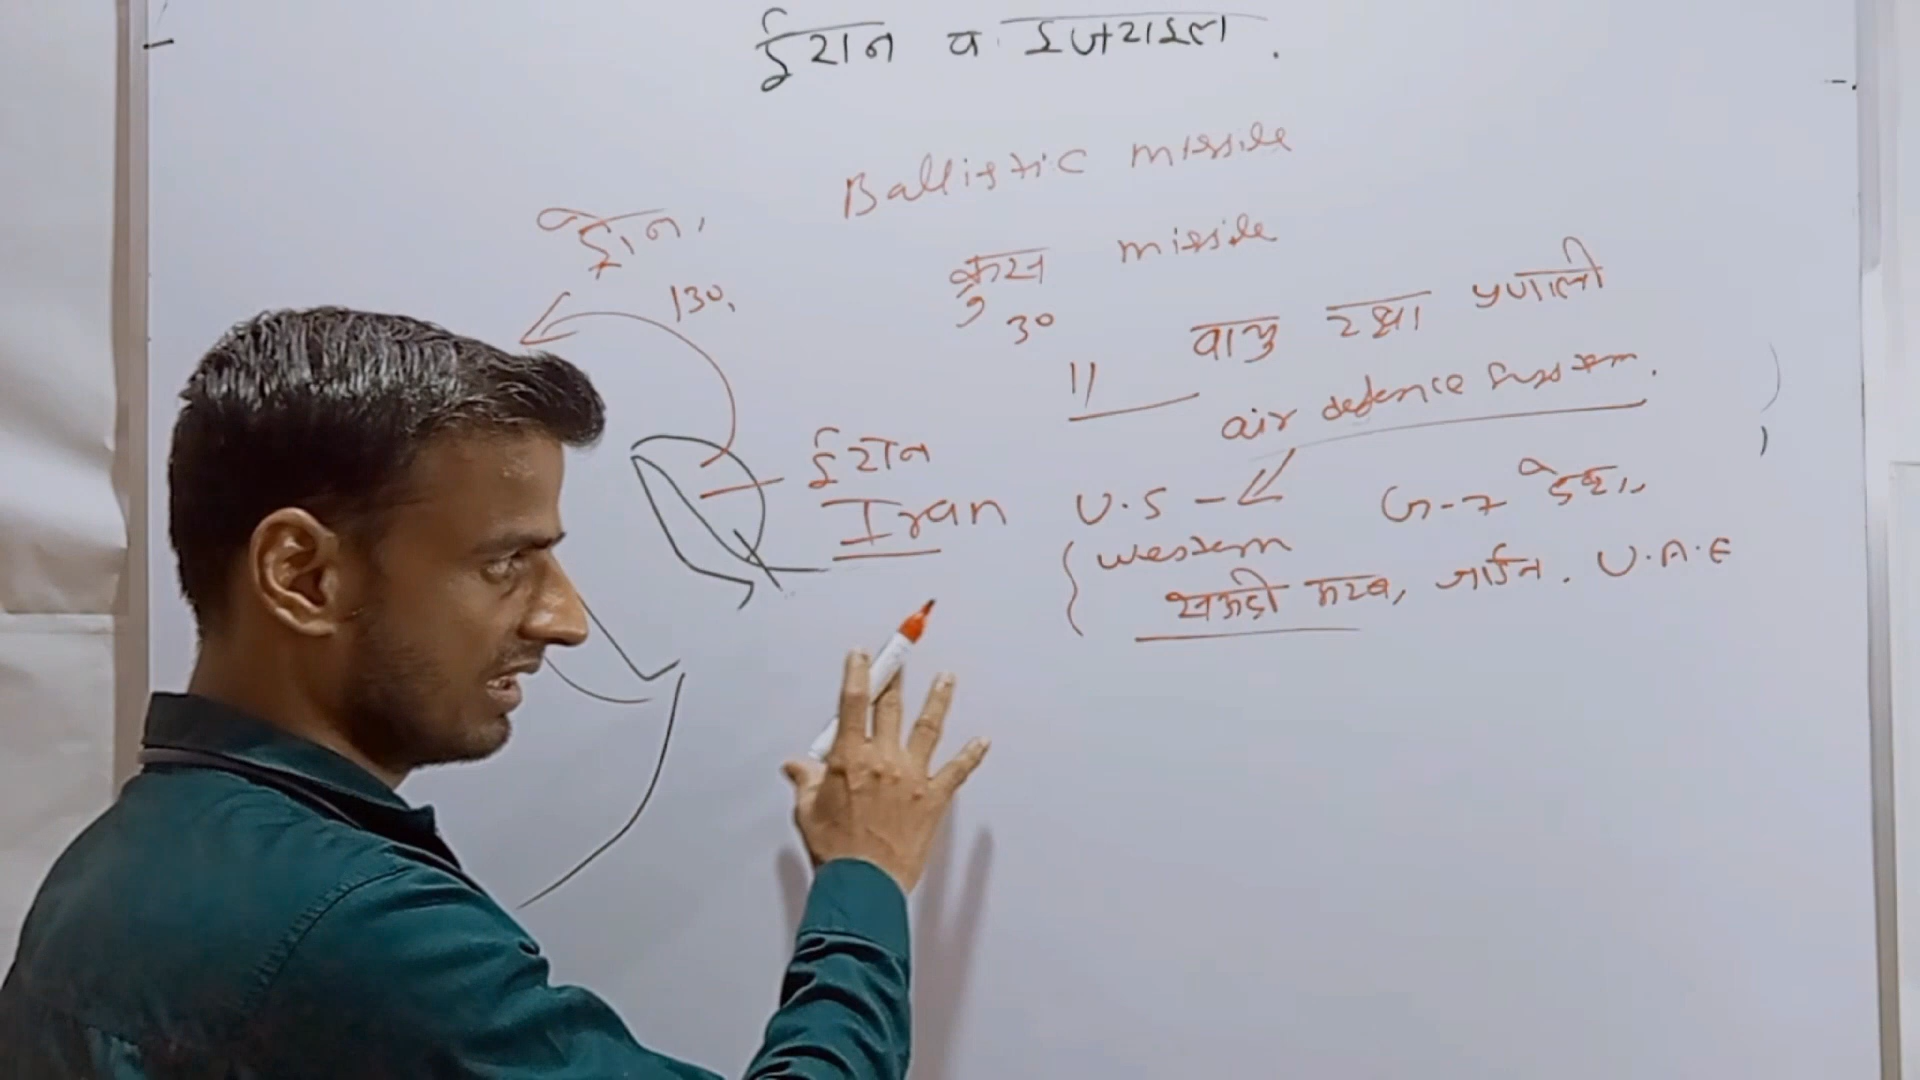 ईरान व इजराइल.
Ballistic missile
ड्रोन,
130,
क्रुस missile
30
11 वायु रक्षा प्रणाली
air defence system.
ईरान
Iran
U.S - G-7 देश,
western
सऊदी अरब, जार्डन. U.A.E